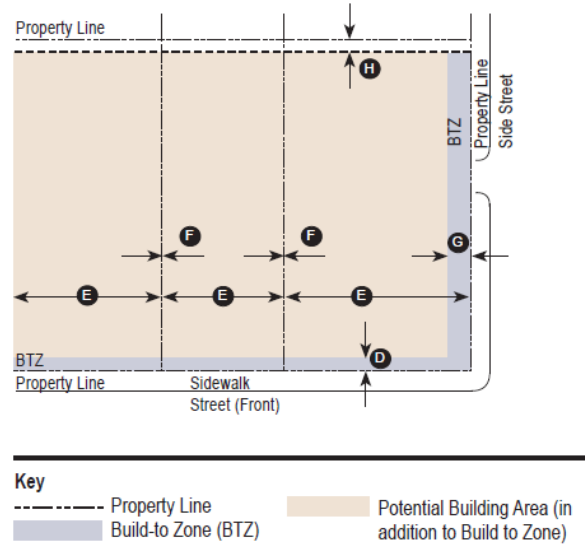 Property Line
H
BTZ
Property Line
Side Street
F
F
G
E
E
E
D
BTZ
Property Line
Sidewalk
Street (Front)
Key
Property Line
Build-to Zone (BTZ)
Potential Building Area (in
addition to Build to Zone)